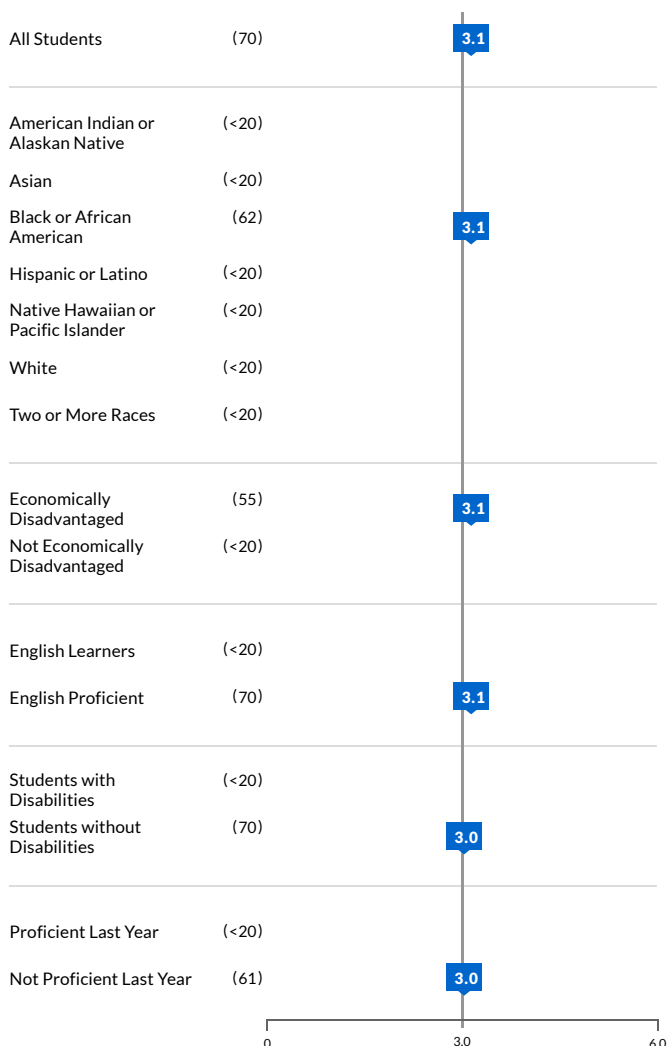 All Students (70) 3.1
American Indian or (<20)
Alaskan Native
Asian (<20)
Black or African (62) 3.1
American
Hispanic or Latino (<20)
Native Hawaiian or (<20)
Pacific Islander
White (<20)
Two or More Races (<20)
Economically (55) 3.1
Disadvantaged
Not Economically (<20)
Disadvantaged
English Learners (<20)
English Proficient (70) 3.1
Students with (<20)
Disabilities
Students without (70) 3.0
Disabilities
Proficient Last Year (<20)
Not Proficient Last Year (61) 3.0
0 3.0 6.0